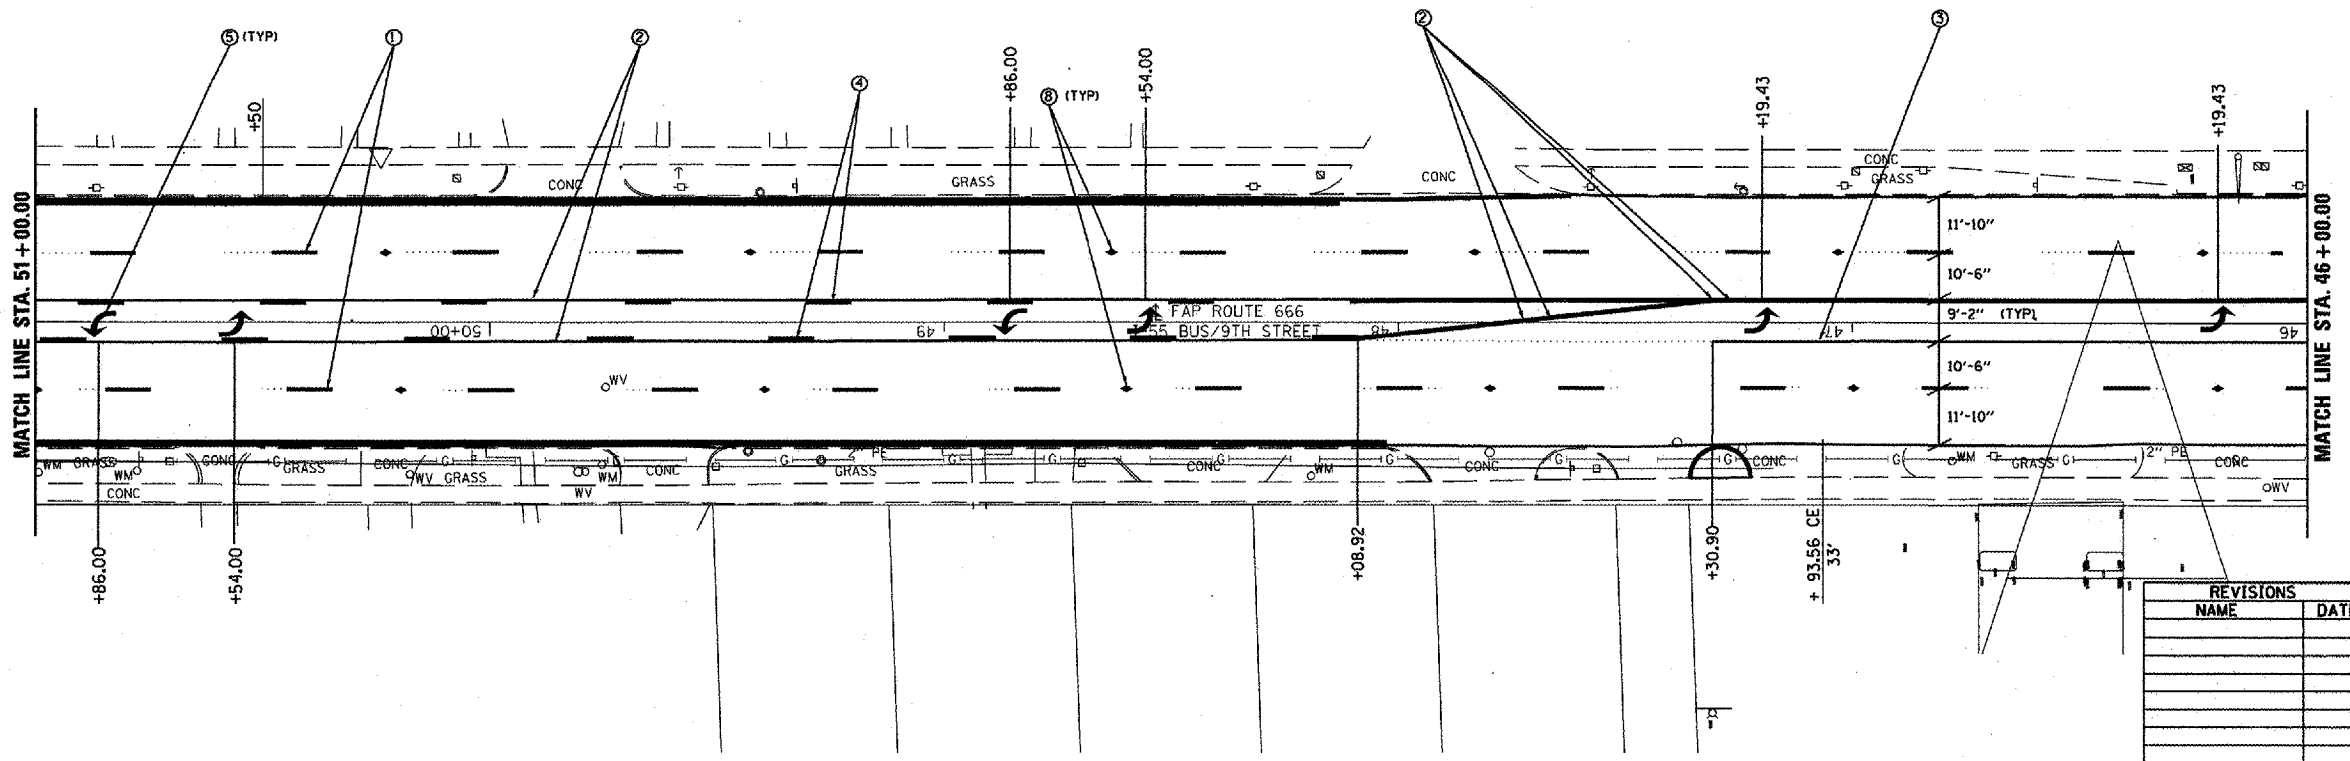 ⑤ (TYP)
①
②
④
⑧ (TYP)
②
③
+50
+86.00
+54.00
+19.43
+19.43
MATCH LINE STA. 51+00.00
MATCH LINE STA. 46+00.00
CONC
GRASS
CONC
CONC
GRASS
11'-10"
10'-6"
9'-2" (TYP)
10'-6"
11'-10"
FAP ROUTE 666
55 BUS/9TH STREET
50+00
49
48
47
46
WV
WM
GRASS
WM
CONC
CONC
G
GRASS
CONC
G
WV
GRASS
WM
WV
CONC
G
2" PE
GRASS
G
G
CONC
G
WM
G
CONC
G
G
CONC
G
WM
GRASS
G
2" PE
CONC
WV
+86.00
+54.00
+08.92
+30.90
+ 93.56 CE
33'
REVISIONS
NAME